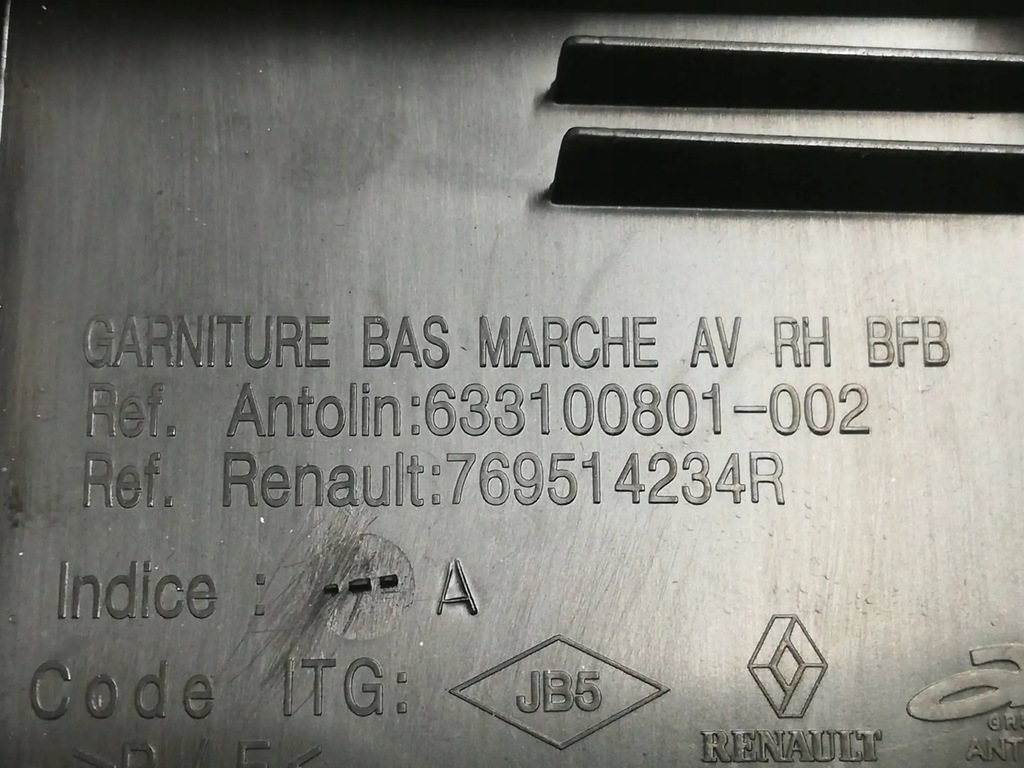 GARNITURE BAS MARCHE AV RH BFB
Ref. Antolin:633100801-002
Ref. Renault:769514234R
Indice : --- A
Code ITG: JB5
RENAULT